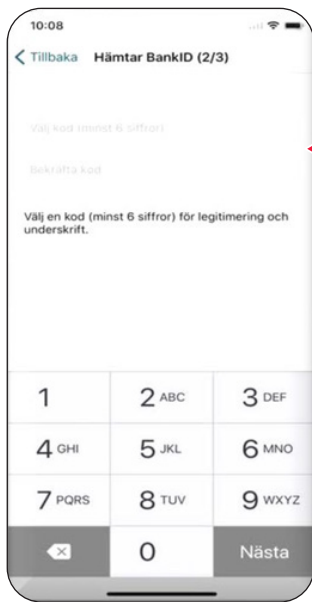 10:08
Tillbaka Hämtar BankID (2/3)
Välj kod (minst 6 siffror)
Bekräfta kod
Välj en kod (minst 6 siffror) för legitimering och
underskrift.
1 2 ABC 3 DEF
4 GHI 5 JKL 6 MNO
7 PQRS 8 TUV 9 WXYZ
0 Nästa